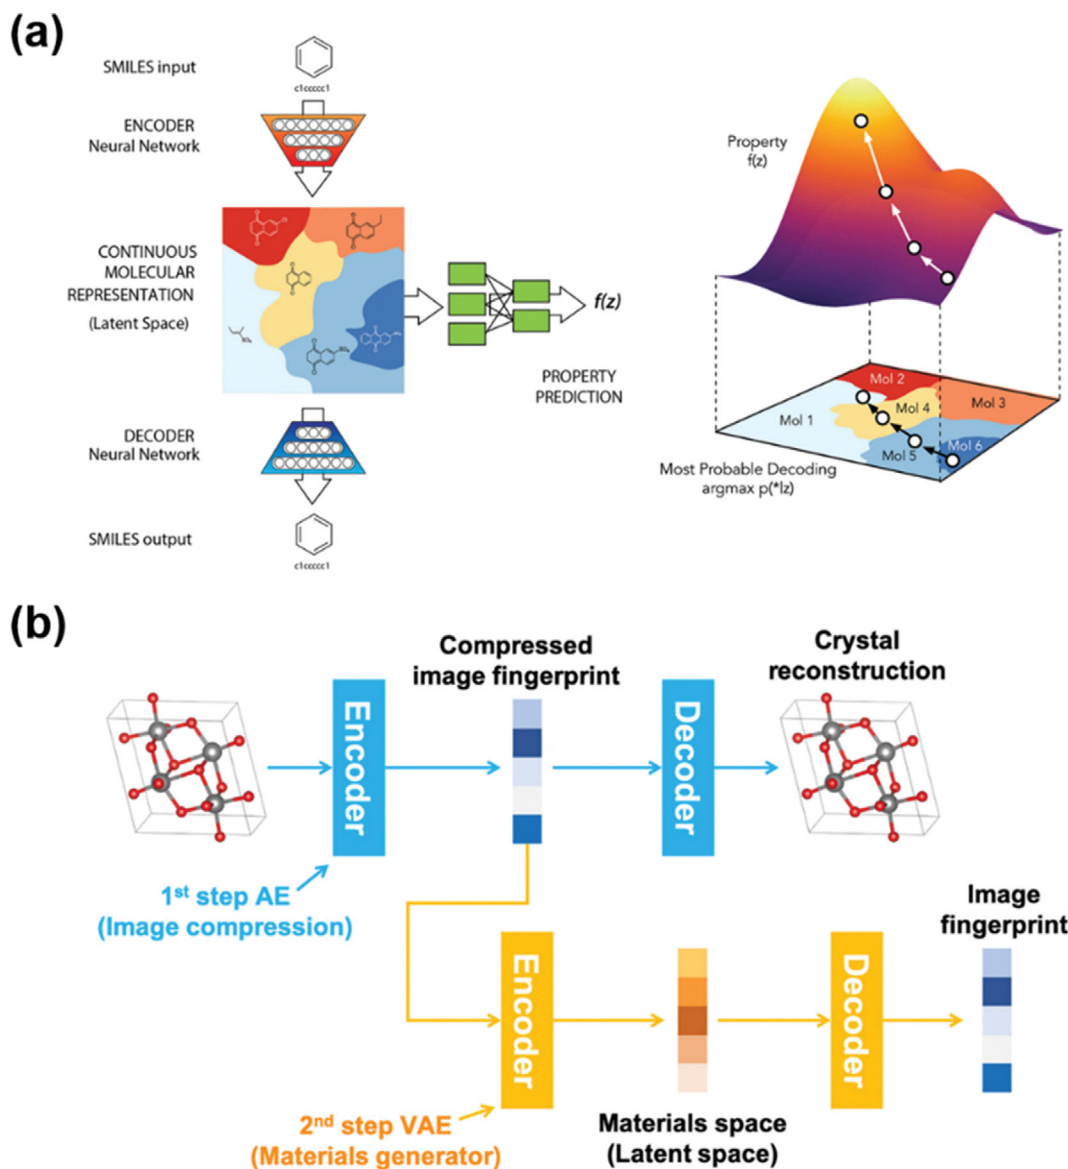 (a)
SMILES input
c1ccccc1
ENCODER
Neural Network
CONTINUOUS
MOLECULAR
REPRESENTATION
(Latent Space)
f(z)
PROPERTY
PREDICTION
DECODER
Neural Network
SMILES output
c1ccccc1
Property
f(z)
Mol 2
Mol 3
Mol 1
Mol 4
Mol 5
Mol 6
Most Probable Decoding
argmax p(*|z)
(b)
Compressed
image fingerprint
Crystal
reconstruction
Encoder
Decoder
1st step AE
(Image compression)
Image
fingerprint
Encoder
Decoder
2nd step VAE
(Materials generator)
Materials space
(Latent space)